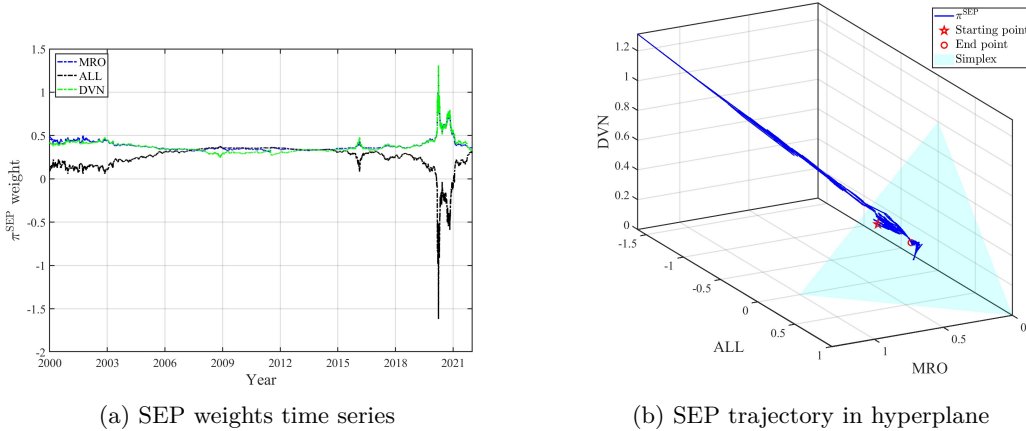 1.5
MRO
ALL
DVN
1
0.5
0
-0.5
-1
-1.5
-2
π^SEP weight
2000
2003
2006
2009
2012
2015
2018
2021
Year
(a) SEP weights time series
π^SEP
Starting point
End point
Simplex
1.2
1
0.8
0.6
0.4
0.2
0
DVN
-1.5
-1
-0.5
0
0.5
1
ALL
1
0.5
0
MRO
(b) SEP trajectory in hyperplane